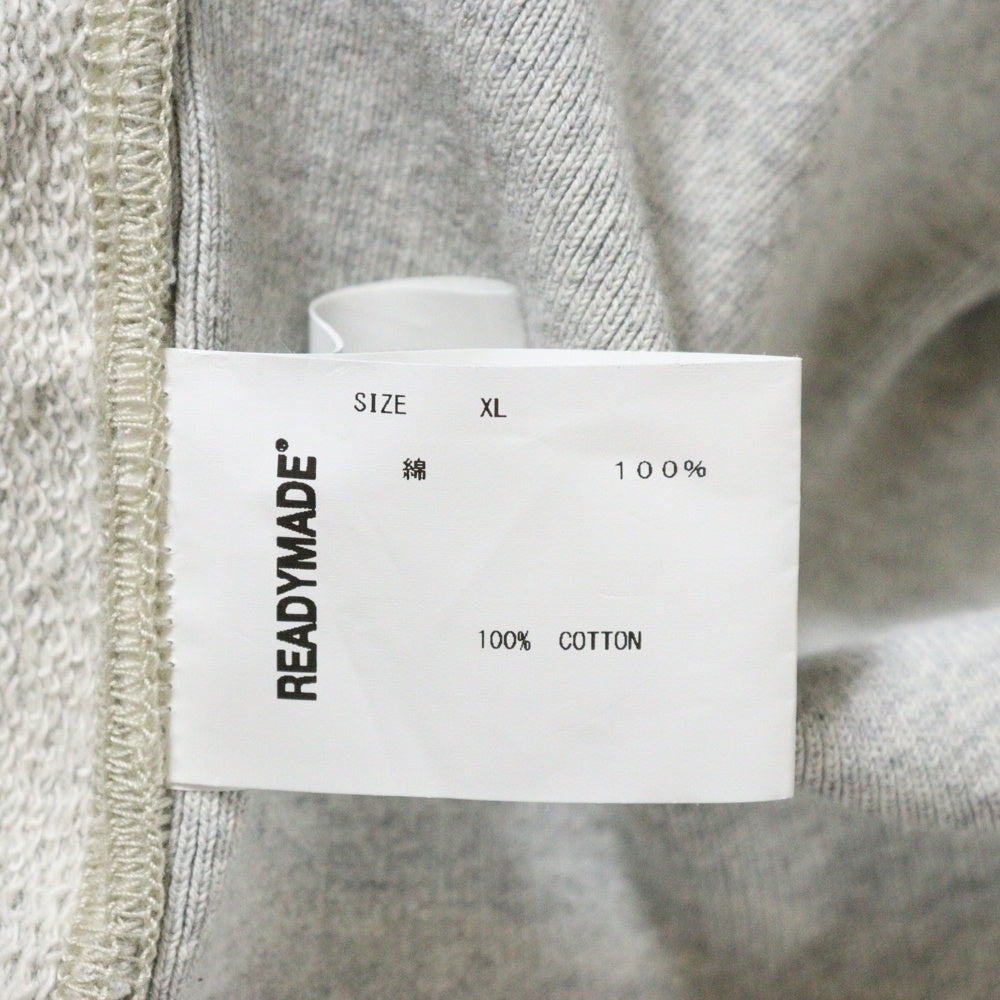 SIZE XL
綿 １００％
READYMADE®
100% COTTON